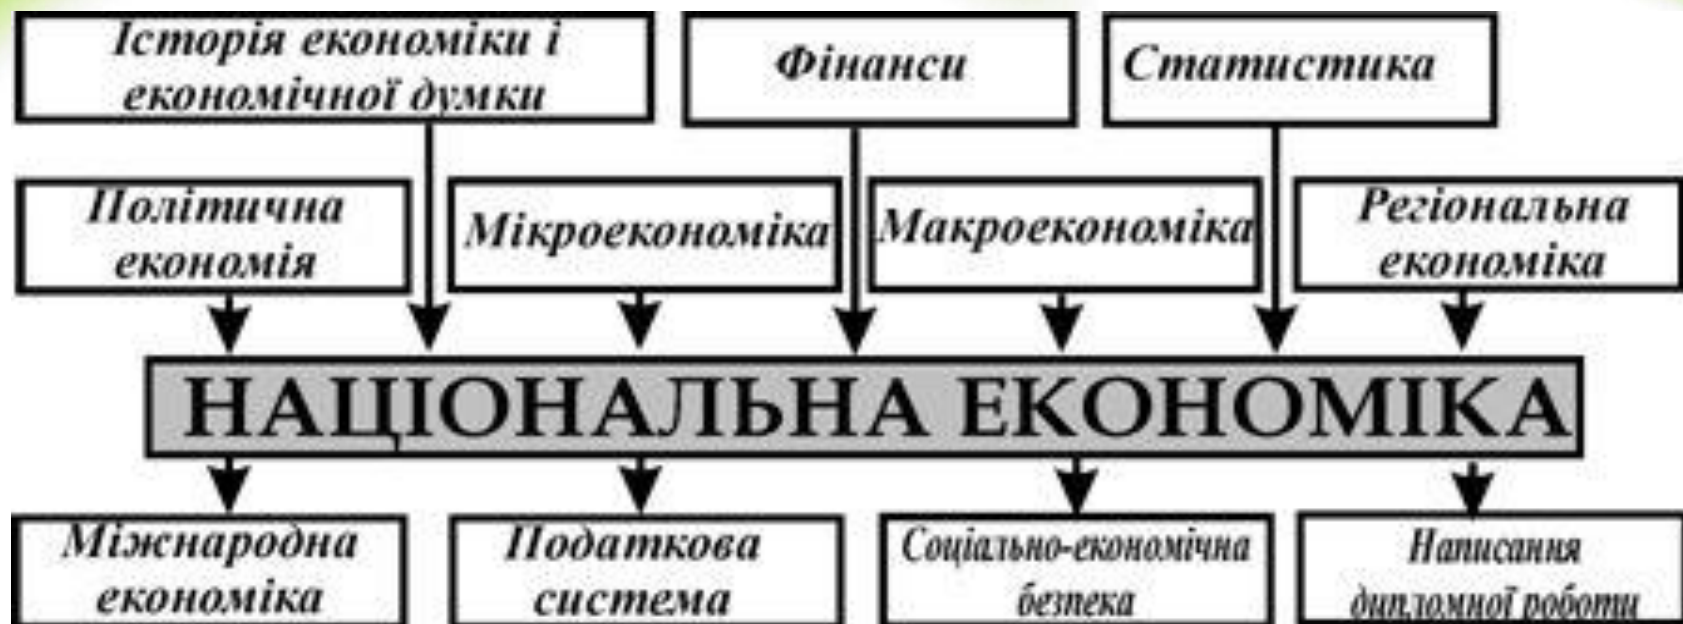 Історія економіки і
економічної думки
Фінанси
Статистика
Політична
економія
Мікроекономіка
Макроекономіка
Регіональна
економіка
НАЦІОНАЛЬНА ЕКОНОМІКА
Міжнародна
економіка
Податкова
система
Соціально-економічна
безпека
Написання
дипломної роботи